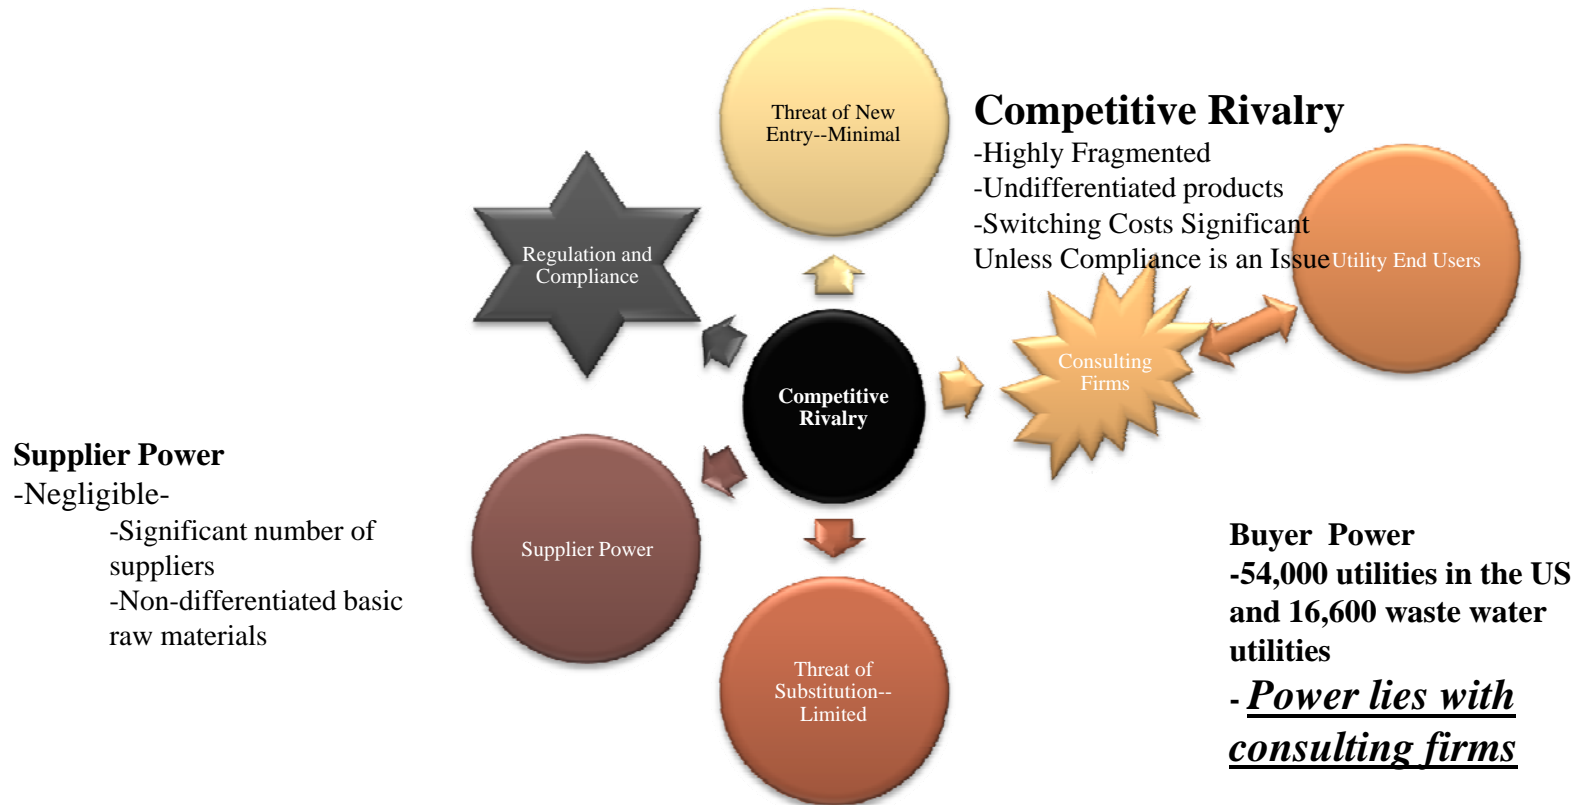 Threat of New
Entry--Minimal
Competitive Rivalry
-Highly Fragmented
-Undifferentiated products
-Switching Costs Significant
Unless Compliance is an Issue
Utility End Users
Regulation and
Compliance
Consulting
Firms
Competitive
Rivalry
Supplier Power
-Negligible-
-Significant number of
suppliers
-Non-differentiated basic
raw materials
Supplier Power
Threat of
Substitution--
Limited
Buyer  Power
-54,000 utilities in the US
and 16,600 waste water
utilities
- Power lies with
consulting firms